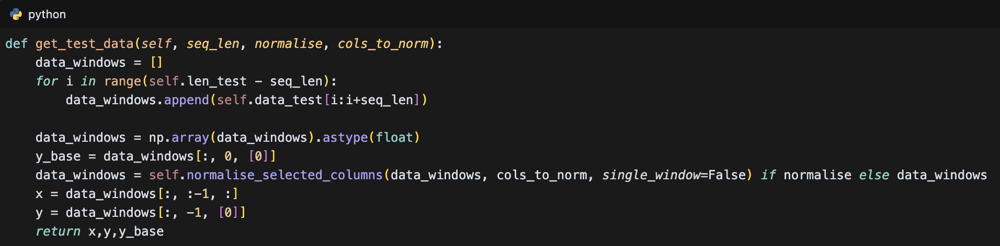 python
def get_test_data(self, seq_len, normalise, cols_to_norm):
    data_windows = []
    for i in range(self.len_test - seq_len):
        data_windows.append(self.data_test[i:i+seq_len])

    data_windows = np.array(data_windows).astype(float)
    y_base = data_windows[:, 0, [0]]
    data_windows = self.normalise_selected_columns(data_windows, cols_to_norm, single_window=False) if normalise else data_windows
    x = data_windows[:, :-1, :]
    y = data_windows[:, -1, [0]]
    return x,y,y_base